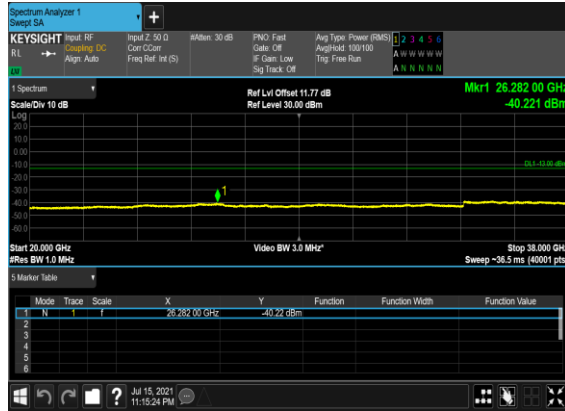 Spectrum Analyzer 1
Swept SA
+
KEYSIGHT Input: RF Input Z: 50 Ω #Atten: 30 dB PNO: Fast Avg Type: Power (RMS) 1 2 3 4 5 6
RL Coupling: DC Corr CCorr Gate: Off Avg|Hold: 100/100 A W W W W W
Align: Auto Freq Ref: Int (S) IF Gain: Low Trig: Free Run
Sig Track: Off A N N N N N
1 Spectrum Ref Lvl Offset 11.77 dB Mkr1 26.282 00 GHz
Scale/Div 10 dB Ref Level 30.00 dBm -40.221 dBm
Log
20.0
10.0
0.00
-10.0
DL1 -13.00 dBm
-20.0
-30.0
1
-40.0
-50.0
-60.0
Start 20.000 GHz Video BW 3.0 MHz* Stop 38.000 GHz
#Res BW 1.0 MHz Sweep ~36.5 ms (40001 pts)
5 Marker Table
Mode Trace Scale X Y Function Function Width Function Value
1 N 1 f 26.282 00 GHz -40.22 dBm
2
3
4
5
6
? Jul 15, 2021
11:15:24 PM